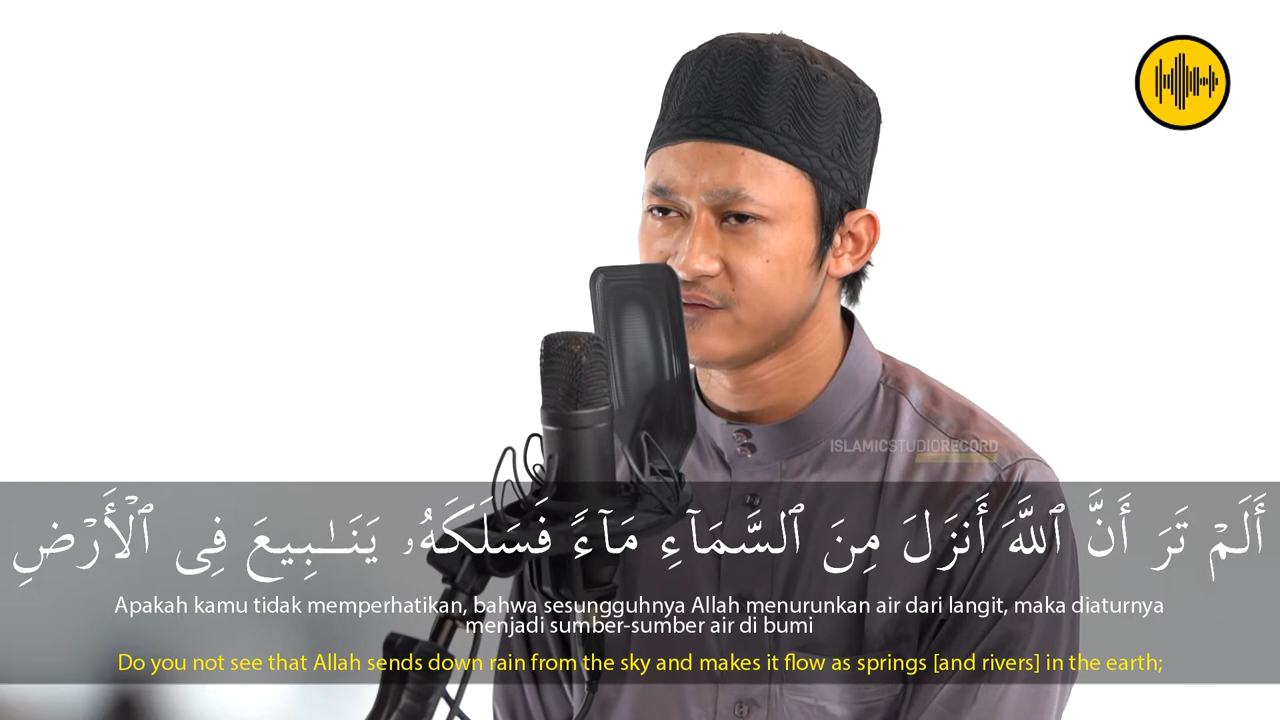 ISLAMICSTUDIORECORD
أَلَمْ تَرَ أَنَّ ٱللَّهَ أَنزَلَ مِنَ ٱلسَّمَآءِ مَآءً فَسَلَكَهُۥ يَنَـٰبِيعَ فِى ٱلْأَرْضِ
Apakah kamu tidak memperhatikan, bahwa sesungguhnya Allah menurunkan air dari langit, maka diaturnya
menjadi sumber-sumber air di bumi
Do you not see that Allah sends down rain from the sky and makes it flow as springs [and rivers] in the earth;